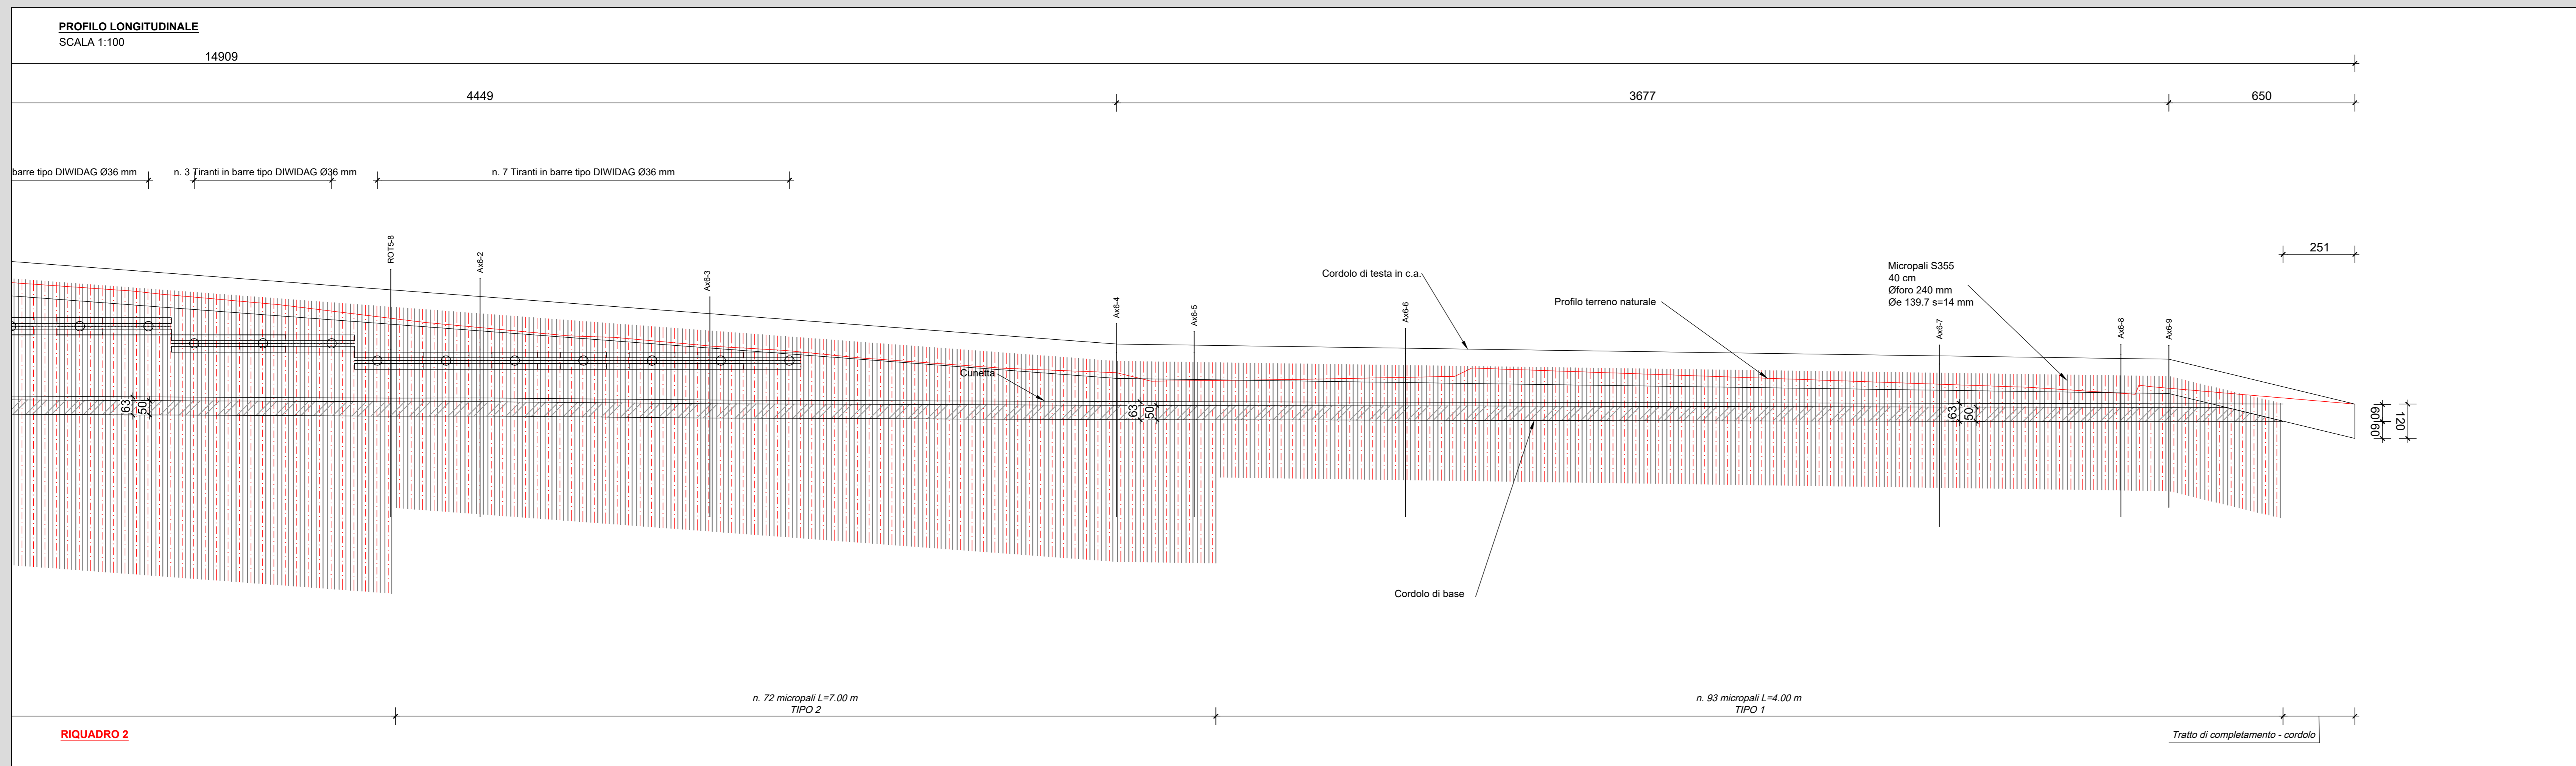 PROFILO LONGITUDINALE
SCALA 1:100
14909
4449
3677
650
barre tipo DIWIDAG Ø36 mm
n. 3 Tiranti in barre tipo DIWIDAG Ø36 mm
n. 7 Tiranti in barre tipo DIWIDAG Ø36 mm
ROT5-8
Ax6-2
Ax6-3
Ax6-4
Ax6-5
Ax6-6
Ax6-7
Ax6-8
Ax6-9
251
Cordolo di testa in c.a.
Profilo terreno naturale
Micropali S355
40 cm
Øforo 240 mm
Øe 139.7 s=14 mm
Cunetta
63
50
63
50
63
50
60
60
120
Cordolo di base
n. 72 micropali L=7.00 m
TIPO 2
n. 93 micropali L=4.00 m
TIPO 1
RIQUADRO 2
Tratto di completamento - cordolo